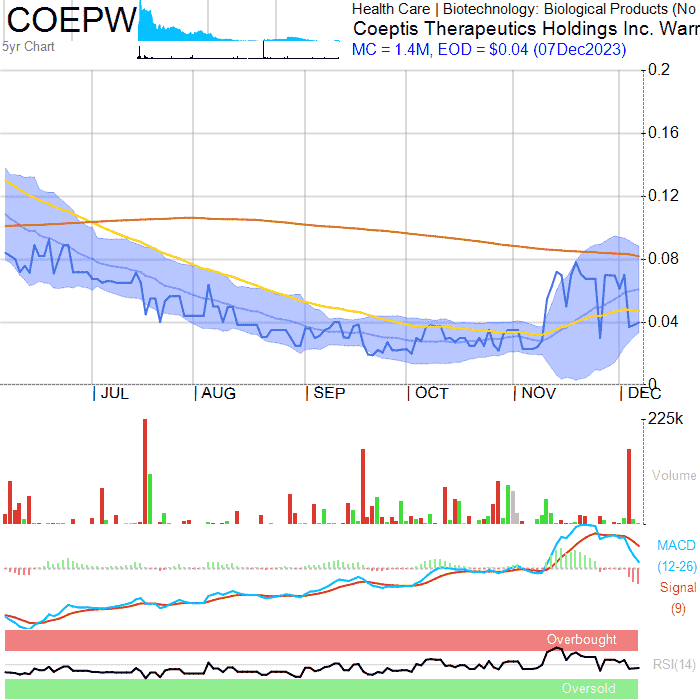 COEPW
5yr Chart
Health Care | Biotechnology: Biological Products (No
Coeptis Therapeutics Holdings Inc. Warr
MC = 1.4M, EOD = $0.04 (07Dec2023)
0.2
0.16
0.12
0.08
0.04
0
JUL AUG SEP OCT NOV DEC
225k
Volume
MACD
(12-26)
Signal
(9)
Overbought
RSI(14)
Oversold